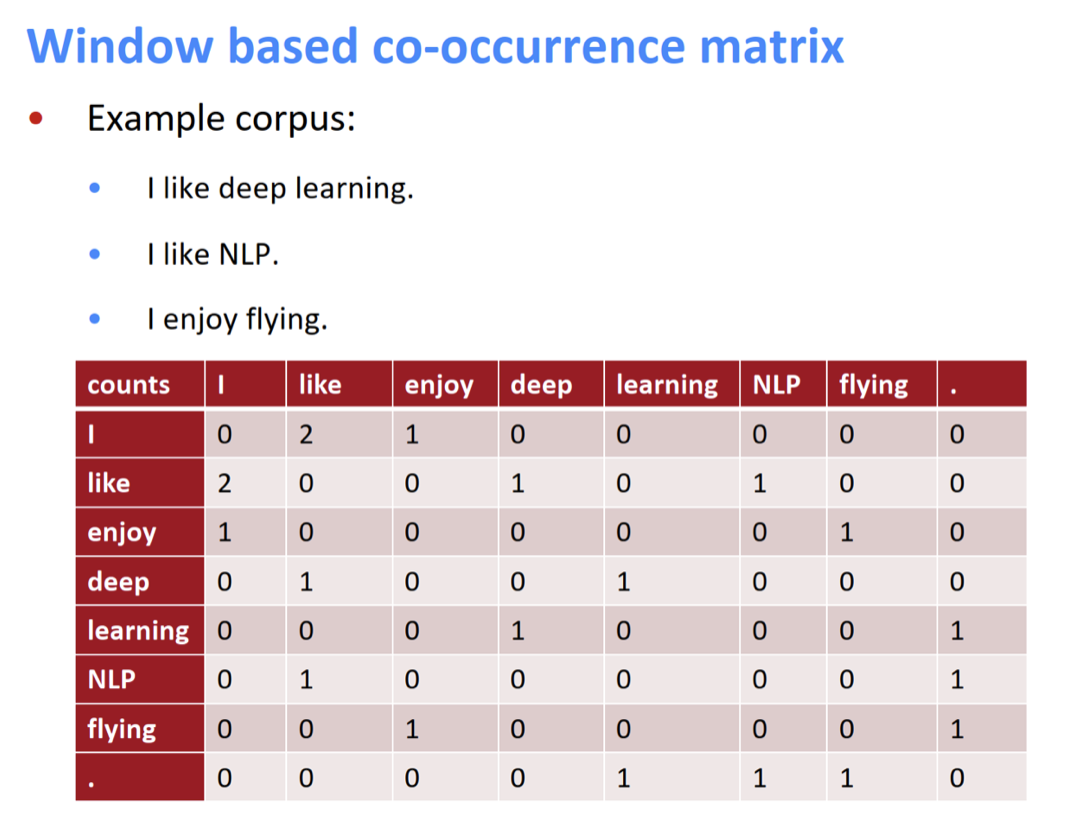 Window based co-occurrence matrix
• Example corpus:
• I like deep learning.
• I like NLP.
• I enjoy flying.
counts I like enjoy deep learning NLP flying .
I 0 2 1 0 0 0 0 0
like 2 0 0 1 0 1 0 0
enjoy 1 0 0 0 0 0 1 0
deep 0 1 0 0 1 0 0 0
learning 0 0 0 1 0 0 0 1
NLP 0 1 0 0 0 0 0 1
flying 0 0 1 0 0 0 0 1
. 0 0 0 0 1 1 1 0